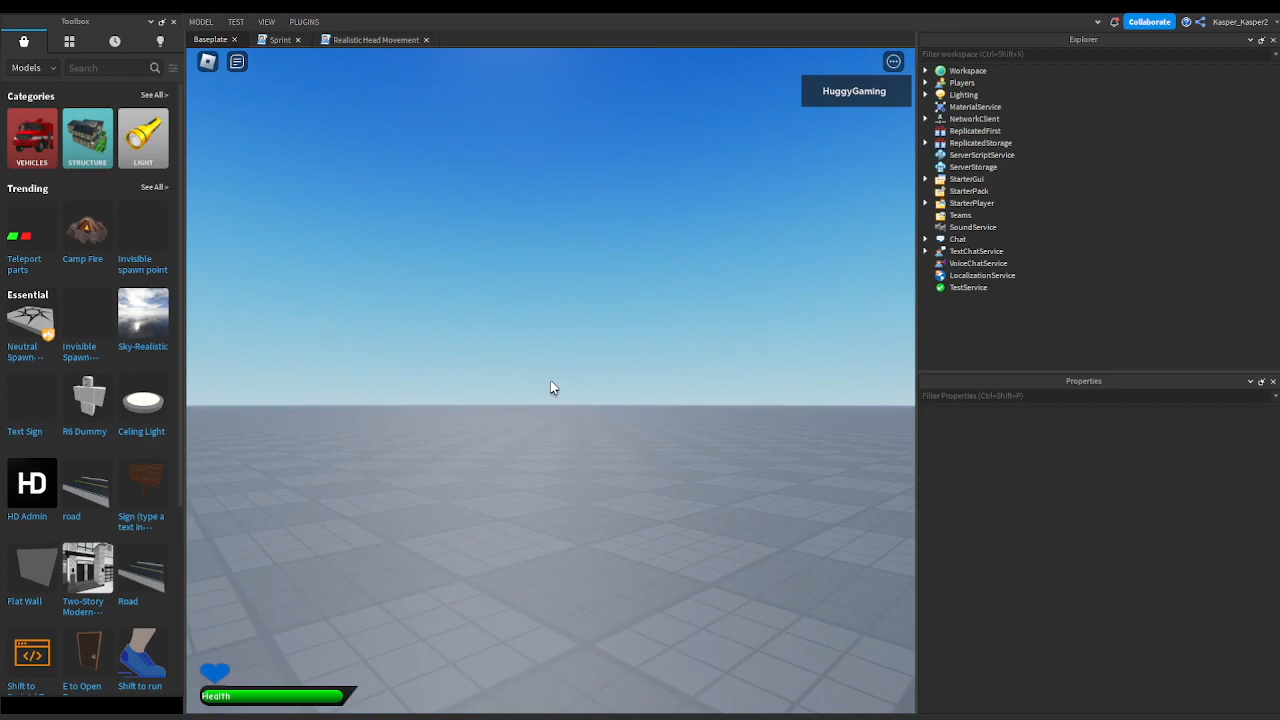 Toolbox
MODEL
TEST
VIEW
PLUGINS
Collaborate
Kasper_Kasper2
Baseplate
Sprint
RealisticHeadMovement
Explorer
Models
Search
Filter workspace (Ctrl+Shift+X)
Categories
See All >
VEHICLES
STRUCTURE
LIGHT
Trending
See All >
Teleport parts
Camp Fire
Invisible spawn point
Essential
Neutral Spawn···
Invisible Spawn···
Sky-Realistic
Text Sign
R6 Dummy
Celing Light
HD
HD Admin
road
Sign (type a text in···
Flat Wall
Two-Story Modern···
Road
Shift to
E to Open
Shift to run
HuggyGaming
Health
Workspace
Players
Lighting
MaterialService
NetworkClient
ReplicatedFirst
ReplicatedStorage
ServerScriptService
ServerStorage
StarterGui
StarterPack
StarterPlayer
Teams
SoundService
Chat
TextChatService
VoiceChatService
LocalizationService
TestService
Properties
Filter Properties (Ctrl+Shift+P)